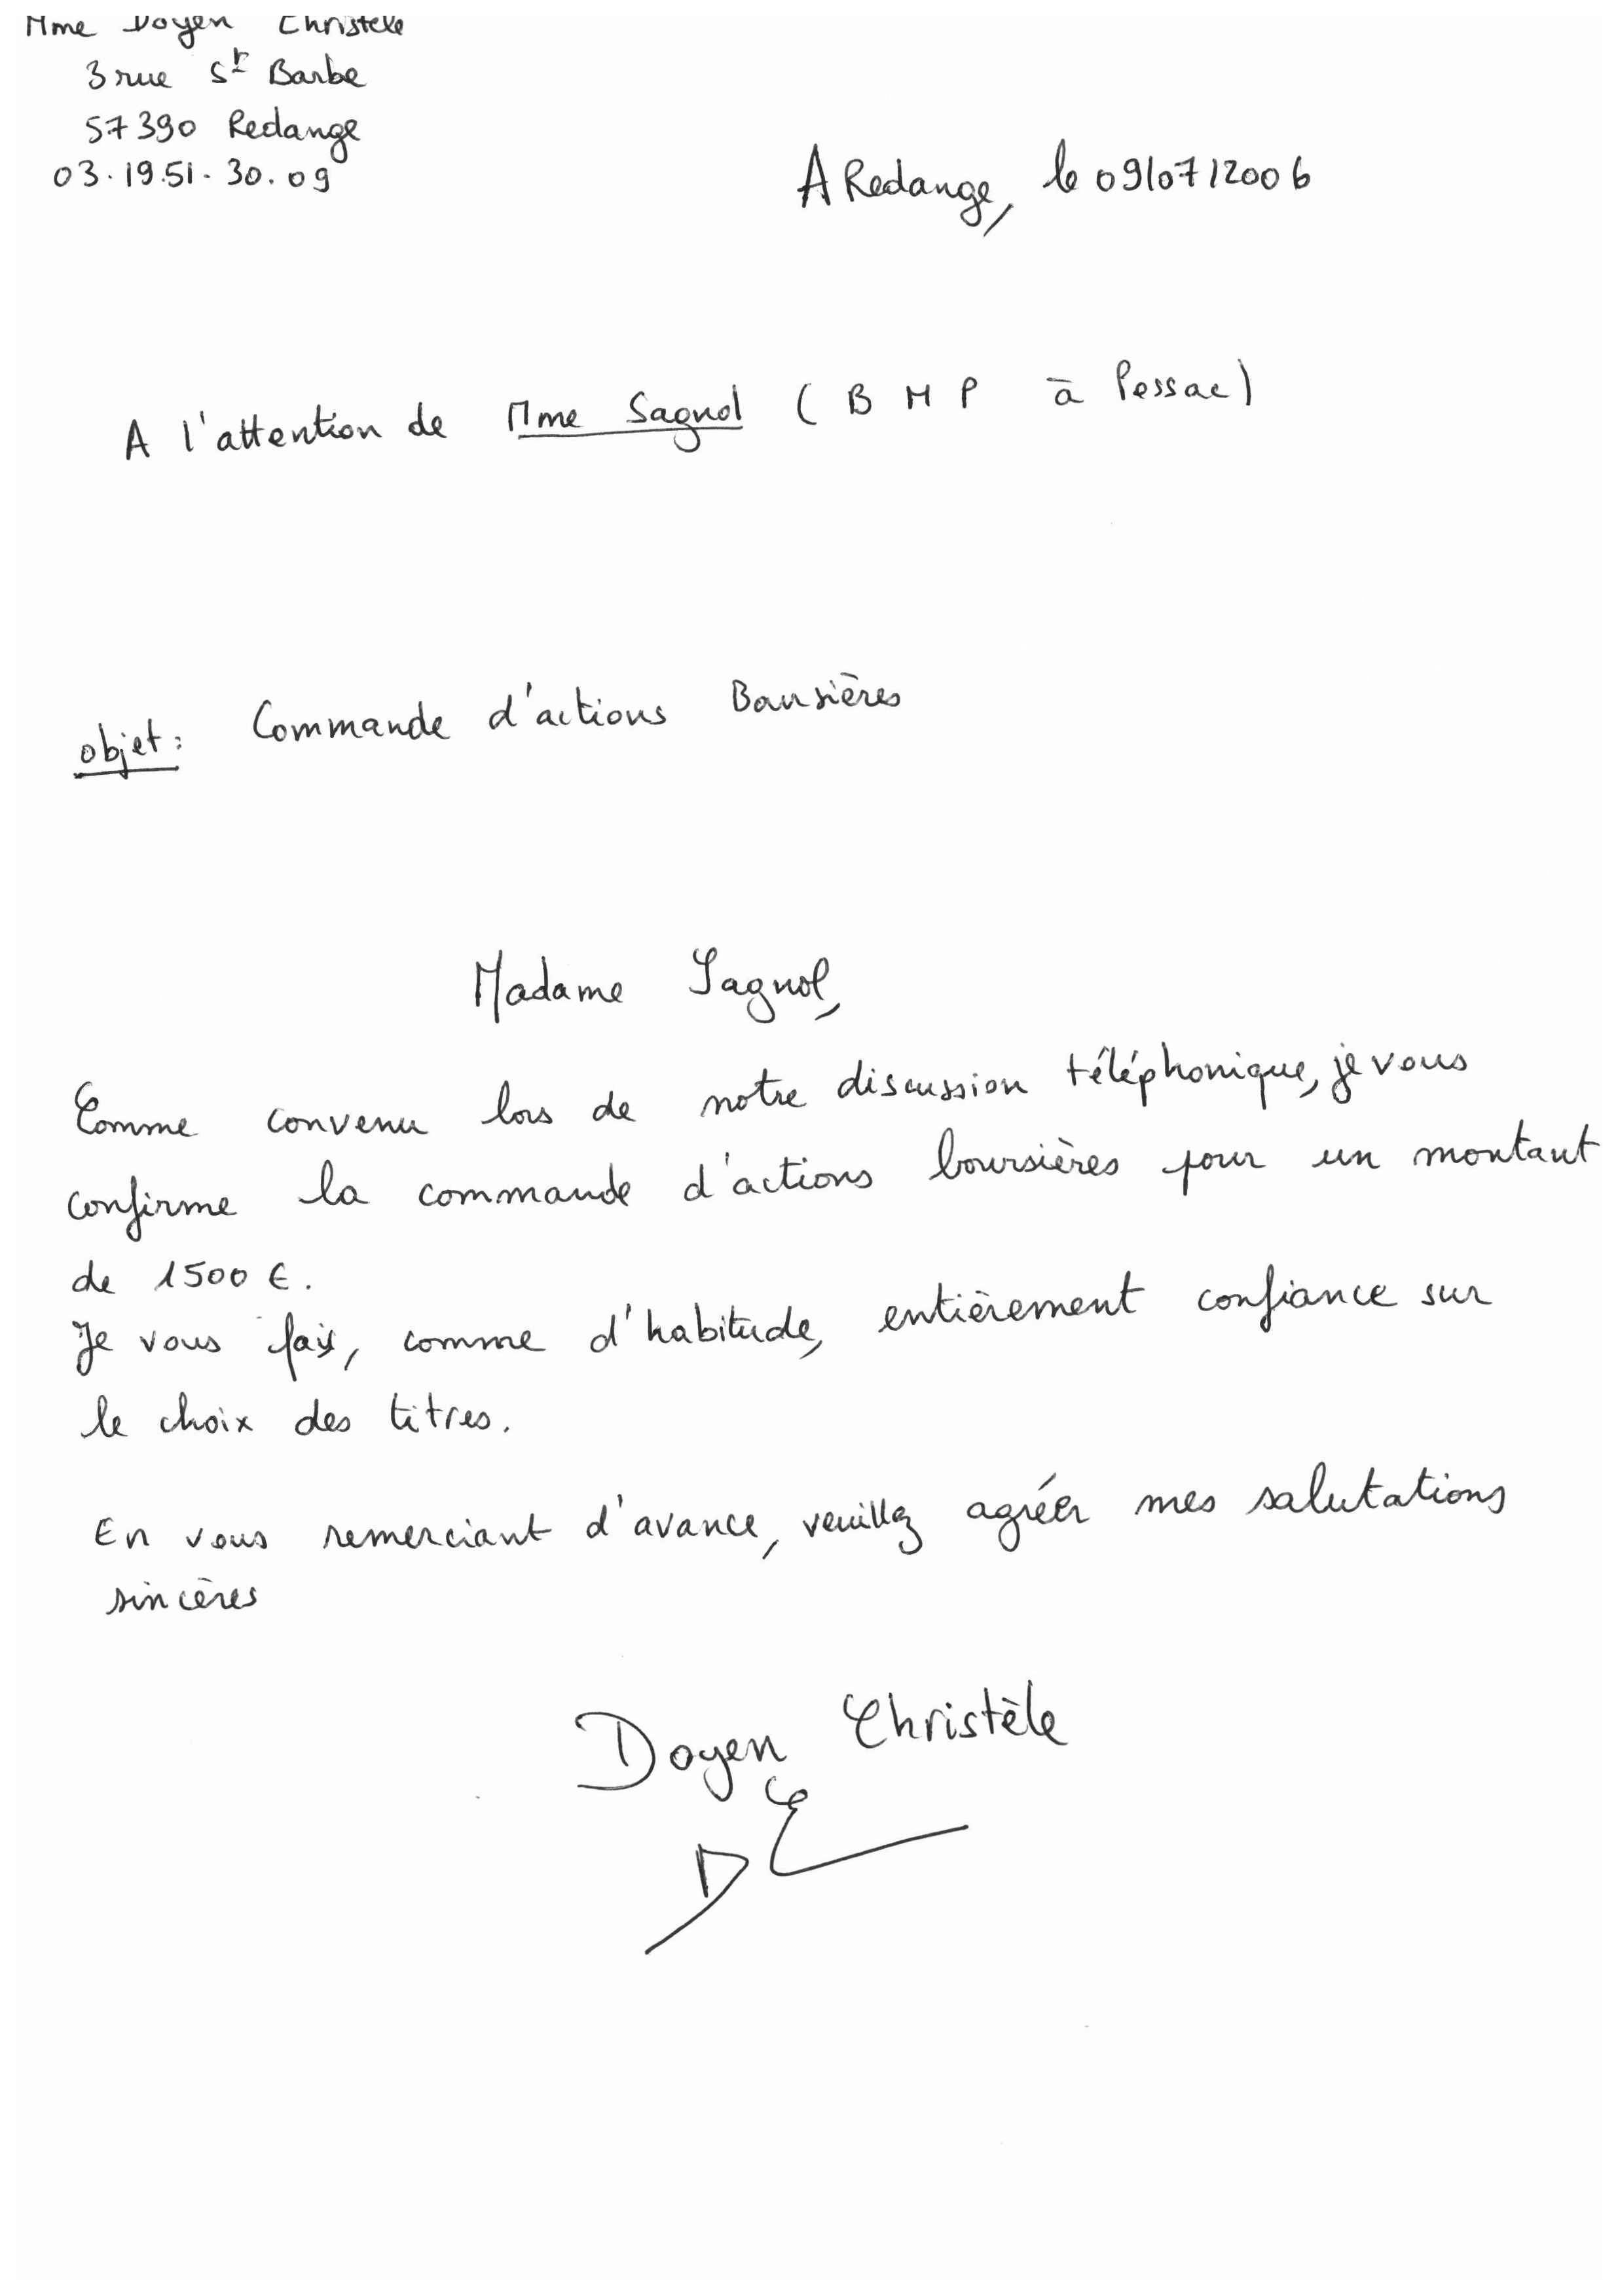 Mme Doyen Christele
3 rue St Barbe
57390 Redange
03.19.51.30.09
A Redange, le 09/07/2006
A l'attention de Mme Sagnol (BMP à Pessac)
objet: Commande d'actions Boursières
Madame Sagnol,
Comme convenu lors de notre discussion téléphonique, je vous
confirme la commande d'actions boursières pour un montant
de 1500 €.
Je vous fais, comme d'habitude, entièrement confiance sur
le choix des titres.
En vous remerciant d'avance, veuillez agréer mes salutations
sincères
Doyen Christèle
DC